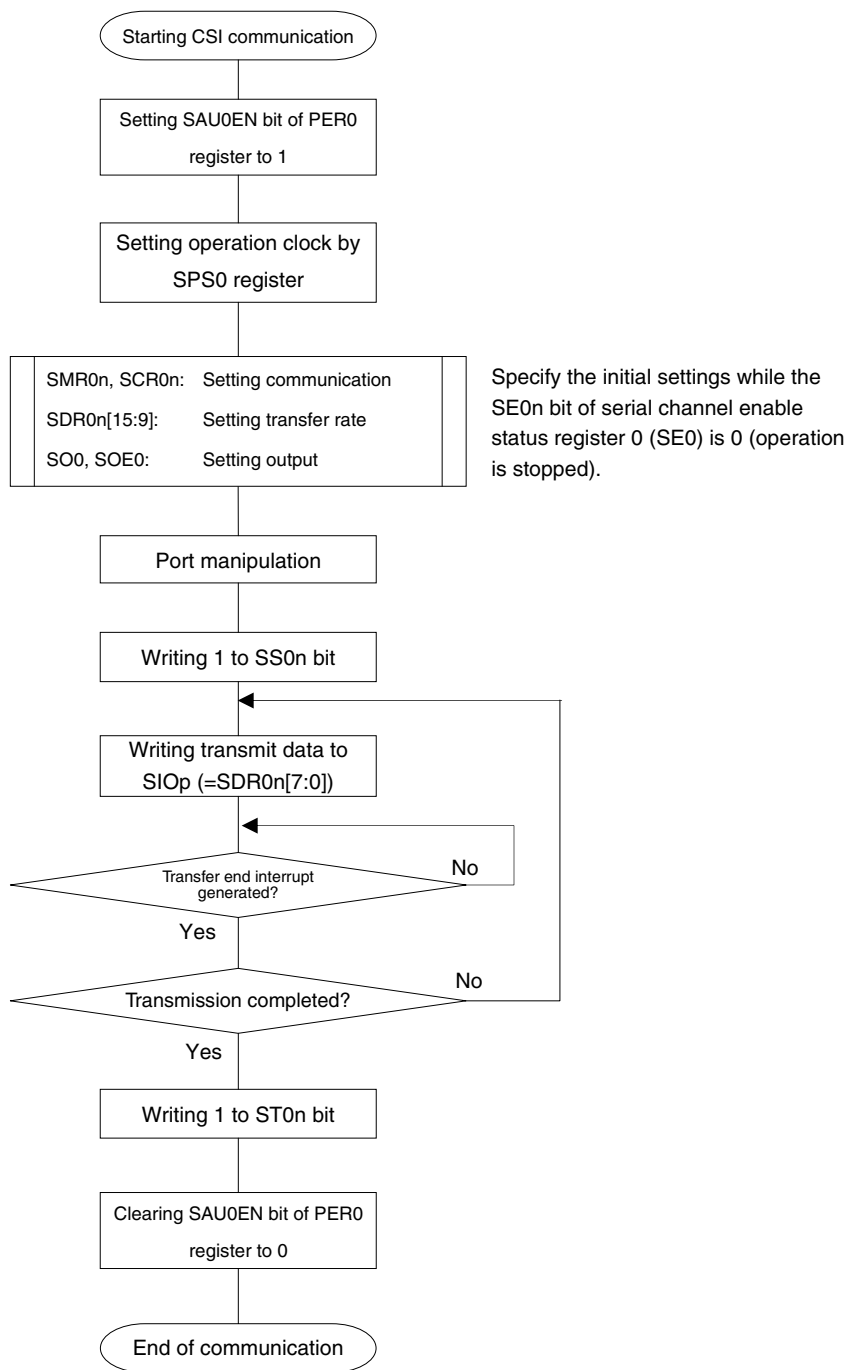 Starting CSI communication
Setting SAU0EN bit of PER0
register to 1
Setting operation clock by
SPS0 register
SMR0n, SCR0n: Setting communication
SDR0n[15:9]: Setting transfer rate
SO0, SOE0: Setting output
Specify the initial settings while the
SE0n bit of serial channel enable
status register 0 (SE0) is 0 (operation
is stopped).
Port manipulation
Writing 1 to SS0n bit
Writing transmit data to
SIOp (=SDR0n[7:0])
Transfer end interrupt
generated?
No
Yes
Transmission completed?
No
Yes
Writing 1 to ST0n bit
Clearing SAU0EN bit of PER0
register to 0
End of communication